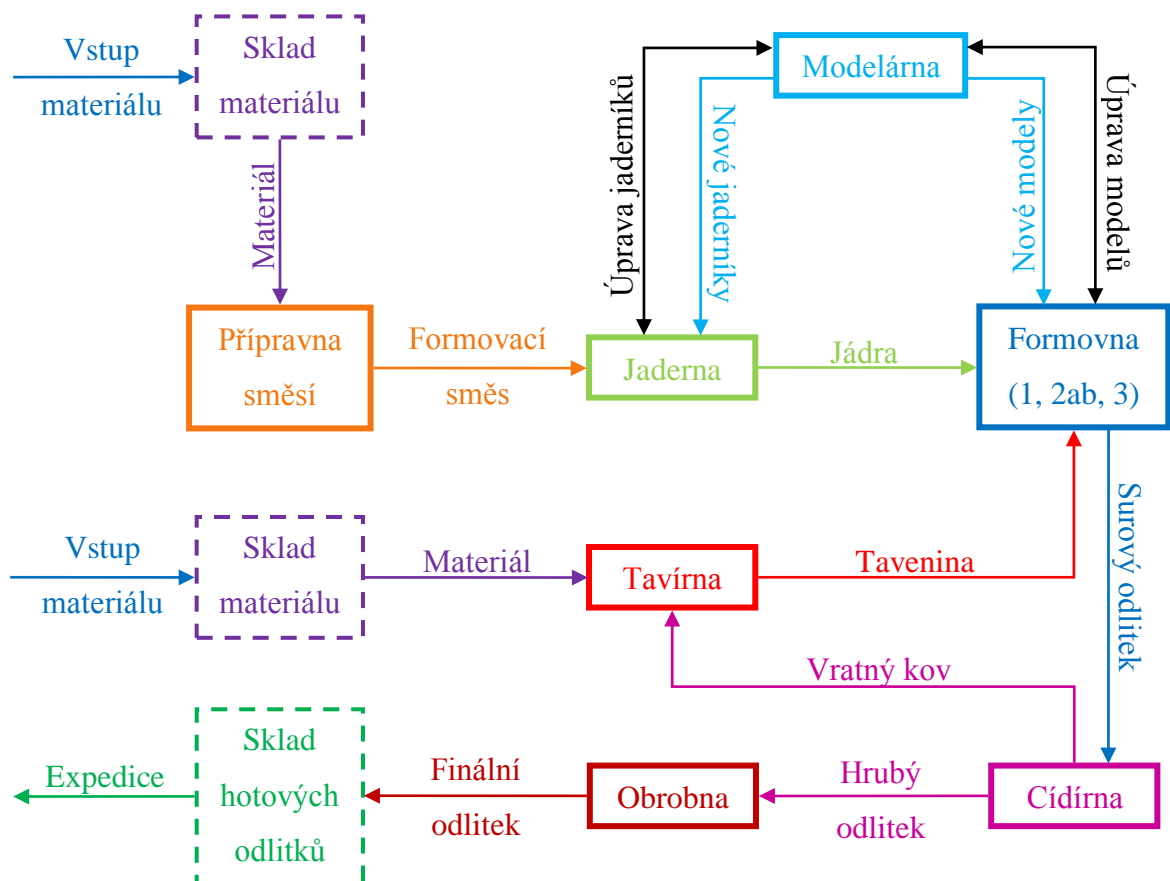 Vstup
materiálu
Sklad
materiálu
Modelárna
Materiál
Úprava jaderníků
Nové jaderníky
Nové modely
Úprava modelů
Přípravna
směsí
Formovací
směs
Jaderna
Jádra
Formovna
(1, 2ab, 3)
Vstup
materiálu
Sklad
materiálu
Materiál
Tavírna
Tavenina
Surový odlitek
Vratný kov
Expedice
Sklad
hotových
odlitků
Finální
odlitek
Obrobna
Hrubý
odlitek
Cídírna